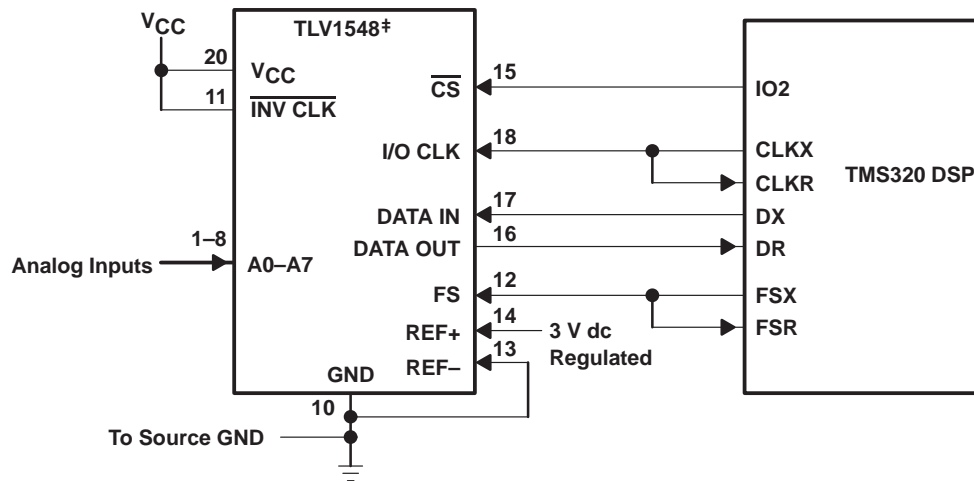 VCC
TLV1548‡
20
VCC
11
INV CLK
CS
15
IO2
I/O CLK
18
CLKX
CLKR
TMS320 DSP
DATA IN
17
DX
DATA OUT
16
DR
1–8
Analog Inputs
A0–A7
FS
12
FSX
FSR
REF+
14
3 V dc
Regulated
REF–
13
GND
10
To Source GND